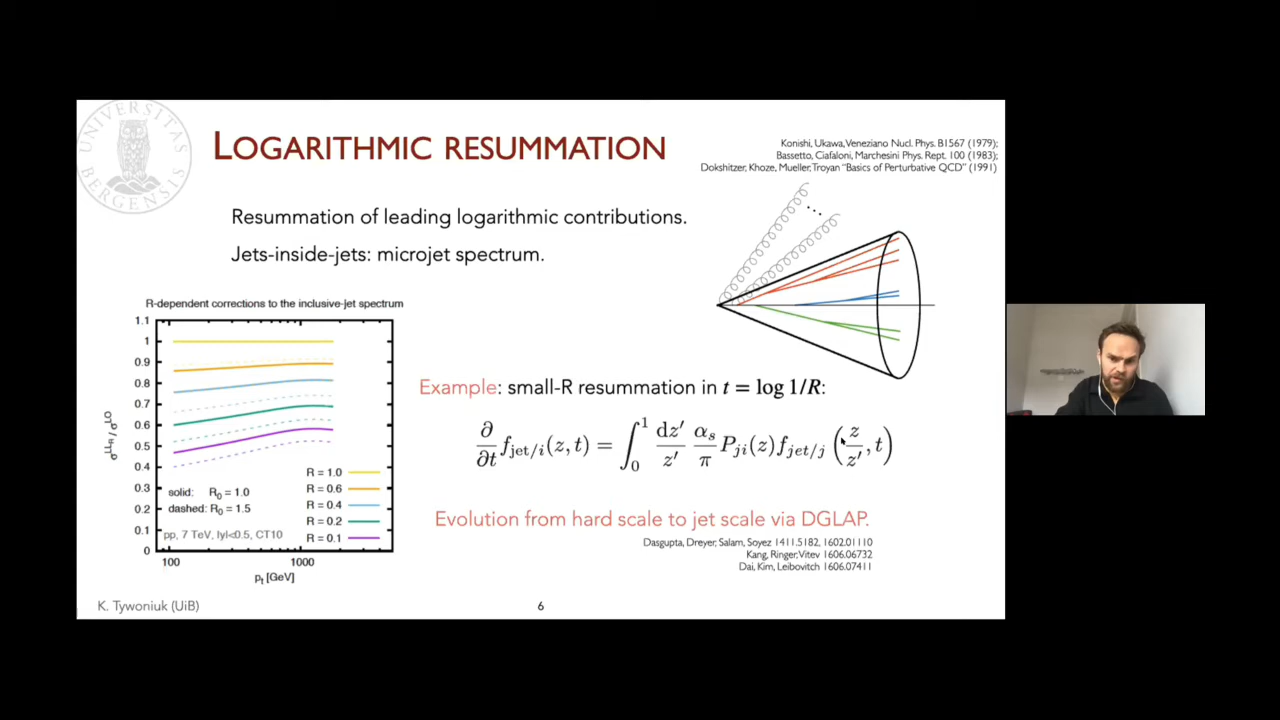 UNIVERSITAS
BERGENSIS
LOGARITHMIC RESUMMATION
Konishi, Ukawa, Veneziano Nucl. Phys. B1567 (1979);
Bassetto, Ciafaloni, Marchesini Phys. Rept. 100 (1983);
Dokshitzer, Khoze, Mueller, Troyan “Basics of Perturbative QCD” (1991)
Resummation of leading logarithmic contributions.
Jets-inside-jets: microjet spectrum.
...
R-dependent corrections to the inclusive-jet spectrum
1.1
1
0.9
0.8
0.7
0.6
0.5
0.4
0.3
0.2
0.1
0
σ^LL_R / σ^LO
R = 1.0
R = 0.6
R = 0.4
R = 0.2
R = 0.1
solid: R₀ = 1.0
dashed: R₀ = 1.5
pp, 7 TeV, |y|<0.5, CT10
100 1000
pₜ [GeV]
Example: small-R resummation in t = log 1/R:
∂/∂t f_jet/i(z, t) = ∫₀¹ dz′/z′ αₛ/π P_ji(z) f_jet/j (z/z′, t)
Evolution from hard scale to jet scale via DGLAP.
Dasgupta, Dreyer, Salam, Soyez 1411.5182, 1602.01110
Kang, Ringer, Vitev 1606.06732
Dai, Kim, Leibovitch 1606.07411
K. Tywoniuk (UiB)
6